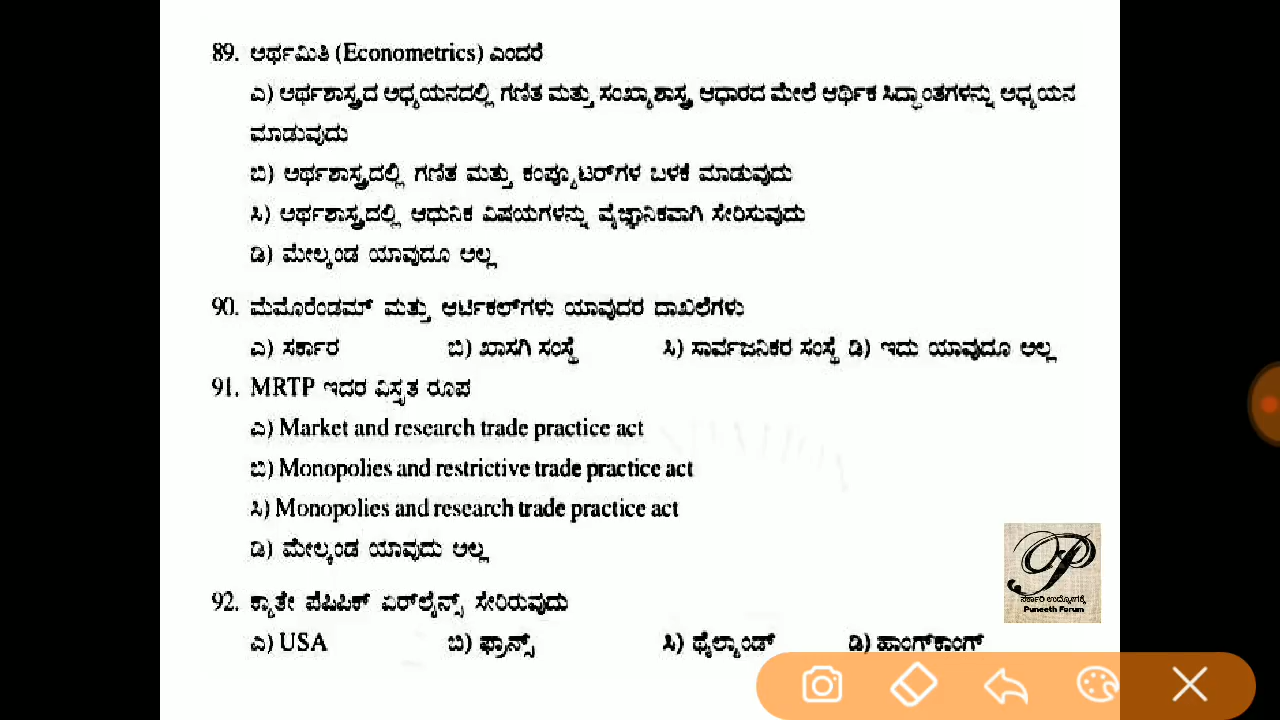 89. ಅರ್ಥಮಿತಿ (Econometrics) ಎಂದರೆ
ಎ) ಅರ್ಥಶಾಸ್ತ್ರದ ಅಧ್ಯಯನದಲ್ಲಿ ಗಣಿತ ಮತ್ತು ಸಂಖ್ಯಾಶಾಸ್ತ್ರ ಆಧಾರದ ಮೇಲೆ ಆರ್ಥಿಕ ಸಿದ್ಧಾಂತಗಳನ್ನು ಅಧ್ಯಯನ
ಮಾಡುವುದು
ಬಿ) ಅರ್ಥಶಾಸ್ತ್ರದಲ್ಲಿ ಗಣಿತ ಮತ್ತು ಕಂಪ್ಯೂಟರ್‌ಗಳ ಬಳಕೆ ಮಾಡುವುದು
ಸಿ) ಅರ್ಥಶಾಸ್ತ್ರದಲ್ಲಿ ಆಧುನಿಕ ವಿಷಯಗಳನ್ನು ವೈಜ್ಞಾನಿಕವಾಗಿ ಸೇರಿಸುವುದು
ಡಿ) ಮೇಲ್ಕಂಡ ಯಾವುದೂ ಅಲ್ಲ
90. ಮೆಮೊರೆಂಡಮ್ ಮತ್ತು ಆರ್ಟಿಕಲ್‌ಗಳು ಯಾವುದರ ದಾಖಲೆಗಳು
ಎ) ಸರ್ಕಾರ ಬಿ) ಖಾಸಗಿ ಸಂಸ್ಥೆ ಸಿ) ಸಾರ್ವಜನಿಕರ ಸಂಸ್ಥೆ ಡಿ) ಇದು ಯಾವುದೂ ಅಲ್ಲ
91. MRTP ಇದರ ವಿಸ್ತೃತ ರೂಪ
ಎ) Market and research trade practice act
ಬಿ) Monopolies and restrictive trade practice act
ಸಿ) Monopolies and research trade practice act
ಡಿ) ಮೇಲ್ಕಂಡ ಯಾವುದು ಅಲ್ಲ
92. ಕ್ಯಾತೇ ಪೆಸಿಪಿಕ್ ಏರ್‌ಲೈನ್ಸ್ ಸೇರಿರುವುದು
ಎ) USA ಬಿ) ಫ್ರಾನ್ಸ್ ಸಿ) ಥೈಲ್ಯಾಂಡ್ ಡಿ) ಹಾಂಗ್‌ಕಾಂಗ್
P
ಸರ್ಕಾರಿ ಉದ್ಯೋಗಕ್ಕೆ
Puneeth Forum